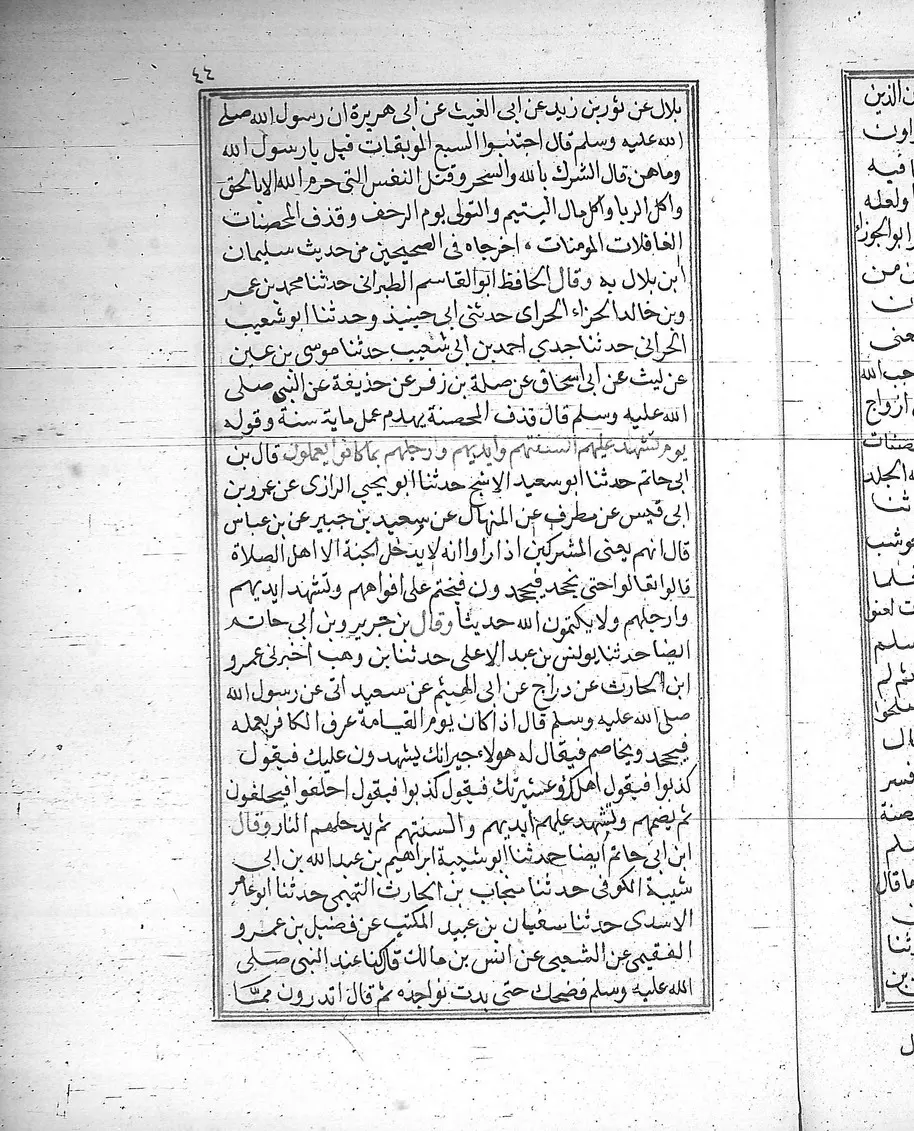 ٤٤
بلال عن ثور بن زيد عن ابى الغيث عن ابى هريرة ان رسول الله صلى
الله عليه وسلم قال اجتنبوا السبع الموبقات قيل يا رسول الله
وما هن قال الشرك بالله والسحر وقتل النفس التى حرم الله الا بالحق
واكل الربا واكل مال اليتيم والتولى يوم الزحف وقذف المحصنات
الغافلات المومنات ، اخرجاه فى الصحيحين من حديث سليمان
ابن بلال به وقال الحافظ ابو القاسم الطبرانى حدثنا محمد بن عمر
وبن خالد الحزاء الحراى حدثنى ابى حينيذ وحدثنا ابو شعيب
الحرانى حدثنا جدي احمد بن ابى شعيب حدثنا موسى بن عين
عن ليث عن ابى اسحاق عن صلة بن زفر عن حذيفة عن النبى صلى
الله عليه وسلم قال قذف المحصنة يهدم عمل ماية سنة وقوله
يوم تشهد عليهم السنتهم وايديهم وارجلهم بما كانوا يعملون قال بن
ابى حاتم حدثنا ابو سعيد الاشج حدثنا ابو يحيى الرازى عن عمرو بن
ابى قيس عن مطرف عن المنهال عن سعيد بن جبير عن بن عباس
قال انهم يعنى المشركين اذا راوا انه لا يدخل الجنة الا اهل الصلاة
قالوا تعالوا حتى نجحد فيجحدون فيختم على افواههم وتشهد ايديهم
وارجلهم ولا يكتمون الله حديثا وقال بن جرير وبن ابى حاتم
ايضا حدثنا يونس بن عبد الاعلى حدثنا بن وهب اخبرنى عمرو
ابن الحارث عن دراج عن ابى الهيثم عن سعيد اتى عن رسول الله
صلى الله عليه وسلم قال اذا كان يوم القيامة عرف الكافر بعمله
فيجحد ويخاصم فيقال له هولاء جيرانك يشهدون عليك فيقول
كذبوا فيقول اهلك وعشيرتك فيقول كذبوا فيقول احلفوا فيحلفون
ثم يصمهم وتشهد عليهم ايديهم والسنتهم ثم يدخلهم النار وقال
ابن ابى حاتم ايضا حدثنا ابو شيبة ابراهيم بن عبد الله بن ابى
شيبة الكوفى حدثنا منجاب بن الحارث التميمى حدثنا ابو عامر
الاسدى حدثنا سفيان بن عبيد المكتب عن فضيل بن عمرو
الفقيمى عن الشعبى عن انس بن مالك قال كنا عند النبى صلى
الله عليه وسلم فضحك حتى بدت نواجذه ثم قال اتدرون ممّا